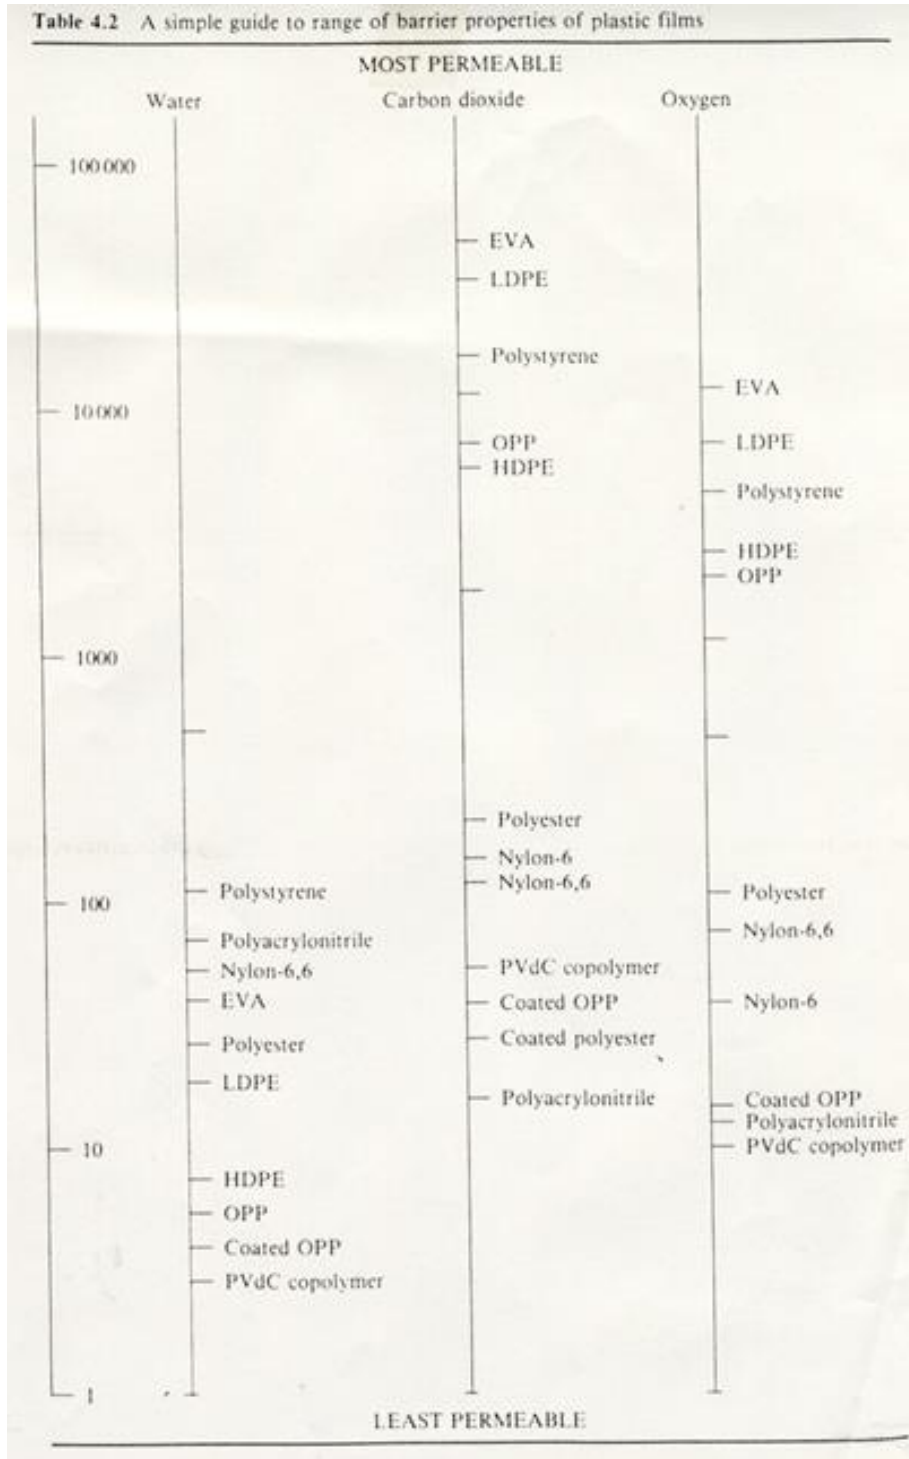 Table 4.2 A simple guide to range of barrier properties of plastic films
MOST PERMEABLE
Water Carbon dioxide Oxygen
100 000
EVA
LDPE
Polystyrene
EVA
10 000
OPP LDPE
HDPE
Polystyrene
HDPE
OPP
1000
Polyester
Nylon-6
Nylon-6,6
Polystyrene Polyester
100
Nylon-6,6
Polyacrylonitrile
Nylon-6,6 PVdC copolymer
EVA Coated OPP Nylon-6
Polyester Coated polyester
LDPE
Polyacrylonitrile Coated OPP
Polyacrylonitrile
10 PVdC copolymer
HDPE
OPP
Coated OPP
PVdC copolymer
1
LEAST PERMEABLE